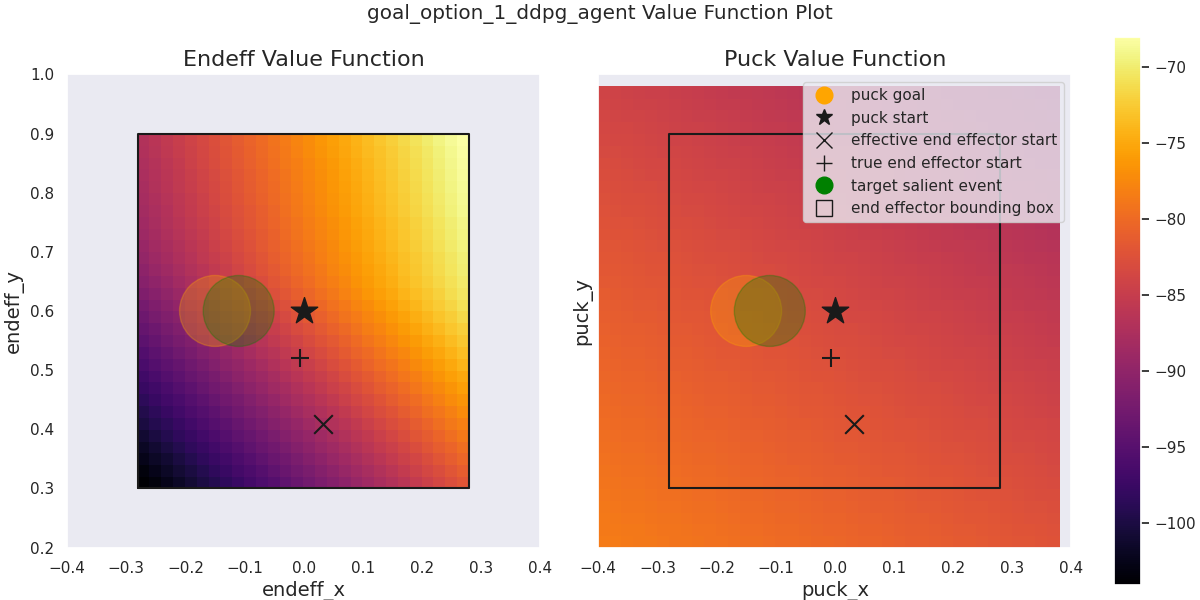 goal_option_1_ddpg_agent Value Function Plot
Endeff Value Function
1.0
0.9
0.8
0.7
0.6
0.5
0.4
0.3
0.2
endeff_y
−0.4 −0.3 −0.2 −0.1 0.0 0.1 0.2 0.3 0.4
endeff_x
Puck Value Function
puck goal
puck start
effective end effector start
true end effector start
target salient event
end effector bounding box
puck_y
−0.4 −0.3 −0.2 −0.1 0.0 0.1 0.2 0.3 0.4
puck_x
−70
−75
−80
−85
−90
−95
−100